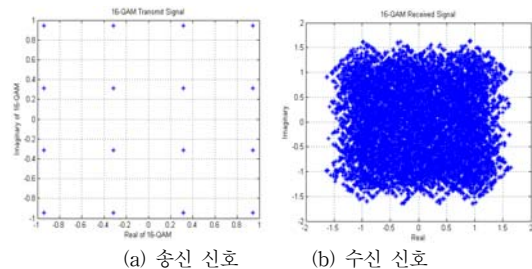 16-QAM Transmit Signal
1
0.8
0.6
0.4
0.2
0
-0.2
-0.4
-0.6
-0.8
-1
-1 -0.8 -0.6 -0.4 -0.2 0 0.2 0.4 0.6 0.8 1
Imaginary of 16-QAM
Real of 16-QAM
16-QAM Received Signal
2
1.5
1
0.5
0
-0.5
-1
-1.5
-2
-2 -1.5 -1 -0.5 0 0.5 1 1.5 2
Imaginary
Real
(a) 송신 신호
(b) 수신 신호